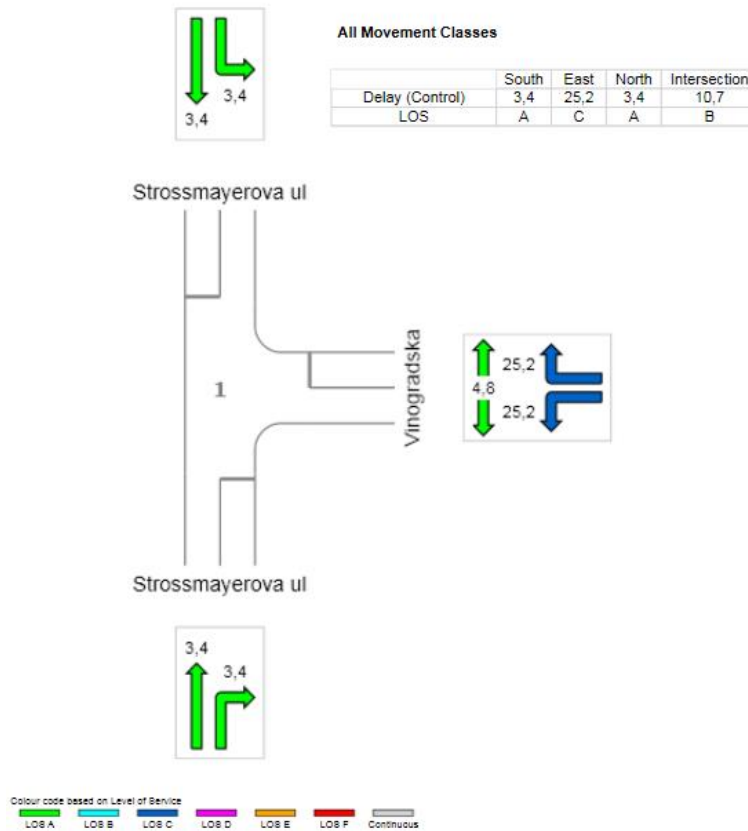 All Movement Classes
South East North Intersection
Delay (Control) 3,4 25,2 3,4 10,7
LOS A C A B
3,4
3,4
Strossmayerova ul
1
Vinogradska
4,8
25,2
25,2
Strossmayerova ul
3,4
3,4
Colour code based on Level of Service
LOS A LOS B LOS C LOS D LOS E LOS F Continuous